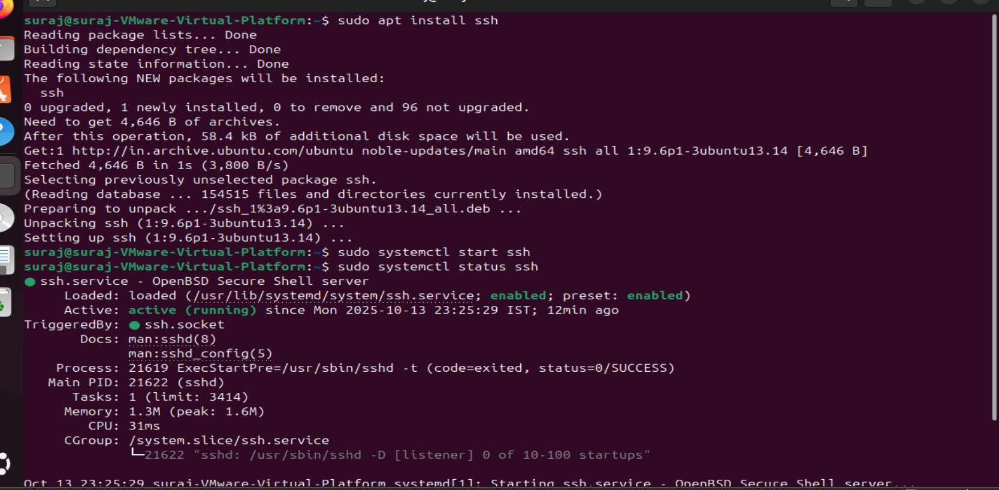 suraj@suraj-VMware-Virtual-Platform:~$ sudo apt install ssh
Reading package lists... Done
Building dependency tree... Done
Reading state information... Done
The following NEW packages will be installed:
  ssh
0 upgraded, 1 newly installed, 0 to remove and 96 not upgraded.
Need to get 4,646 B of archives.
After this operation, 58.4 kB of additional disk space will be used.
Get:1 http://in.archive.ubuntu.com/ubuntu noble-updates/main amd64 ssh all 1:9.6p1-3ubuntu13.14 [4,646 B]
Fetched 4,646 B in 1s (3,800 B/s)
Selecting previously unselected package ssh.
(Reading database ... 154515 files and directories currently installed.)
Preparing to unpack .../ssh_1%3a9.6p1-3ubuntu13.14_all.deb ...
Unpacking ssh (1:9.6p1-3ubuntu13.14) ...
Setting up ssh (1:9.6p1-3ubuntu13.14) ...
suraj@suraj-VMware-Virtual-Platform:~$ sudo systemctl start ssh
suraj@suraj-VMware-Virtual-Platform:~$ sudo systemctl status ssh
● ssh.service - OpenBSD Secure Shell server
     Loaded: loaded (/usr/lib/systemd/system/ssh.service; enabled; preset: enabled)
     Active: active (running) since Mon 2025-10-13 23:25:29 IST; 12min ago
TriggeredBy: ● ssh.socket
       Docs: man:sshd(8)
             man:sshd_config(5)
    Process: 21619 ExecStartPre=/usr/sbin/sshd -t (code=exited, status=0/SUCCESS)
   Main PID: 21622 (sshd)
      Tasks: 1 (limit: 3414)
     Memory: 1.3M (peak: 1.6M)
        CPU: 31ms
     CGroup: /system.slice/ssh.service
             └─21622 "sshd: /usr/sbin/sshd -D [listener] 0 of 10-100 startups"
Oct 13 23:25:29 suraj-VMware-Virtual-Platform systemd[1]: Starting ssh.service - OpenBSD Secure Shell server...